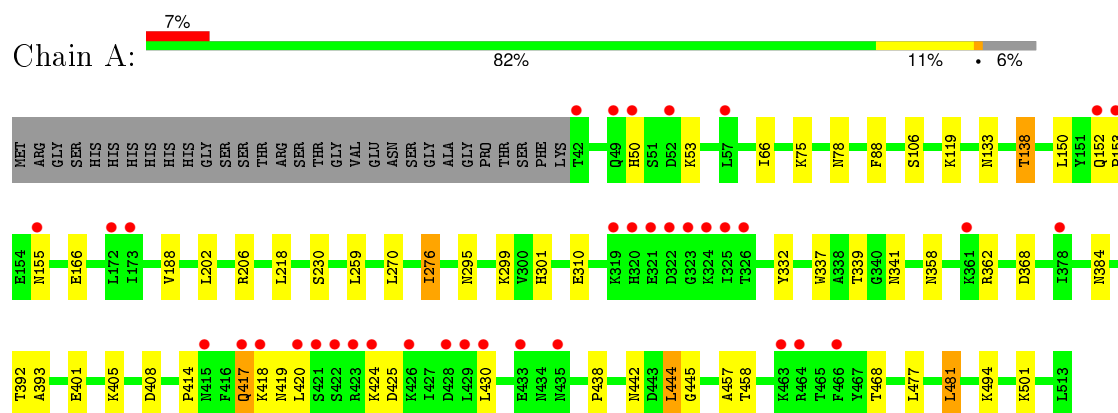 7%
Chain A:
82% 11% • 6%
MET ARG GLY SER HIS HIS HIS HIS HIS HIS GLY SER SER THR ARG SER THR GLY VAL GLU ASN SER GLY ALA GLY PRO THR SER PHE LYS T42 Q49 H50 S51 D52 K53 L57 I66 K75 N78 F88 S106 K119 N133 T138 L150 Y151 Q152
E154 N155 E166 L172 I173 V188 L202 R206 L218 S230 L259 L270 I276 N295 K299 V300 H301 E310 K319 H320 E321 D322 G323 K324 I325 T326 Y332 W337 A338 T339 G340 N341 N358 K361 R362 D368 I378 N384
T392 A393 E401 K405 D408 P414 N415 F416 Q417 K418 N419 L420 S421 S422 R423 K424 D425 K426 I427 D428 L429 L430 E433 N434 N435 P438 N442 D443 L444 G445 A457 T458 K463 R464 T465 F466 Y467 T468 L477 L481 K494 K501 L513